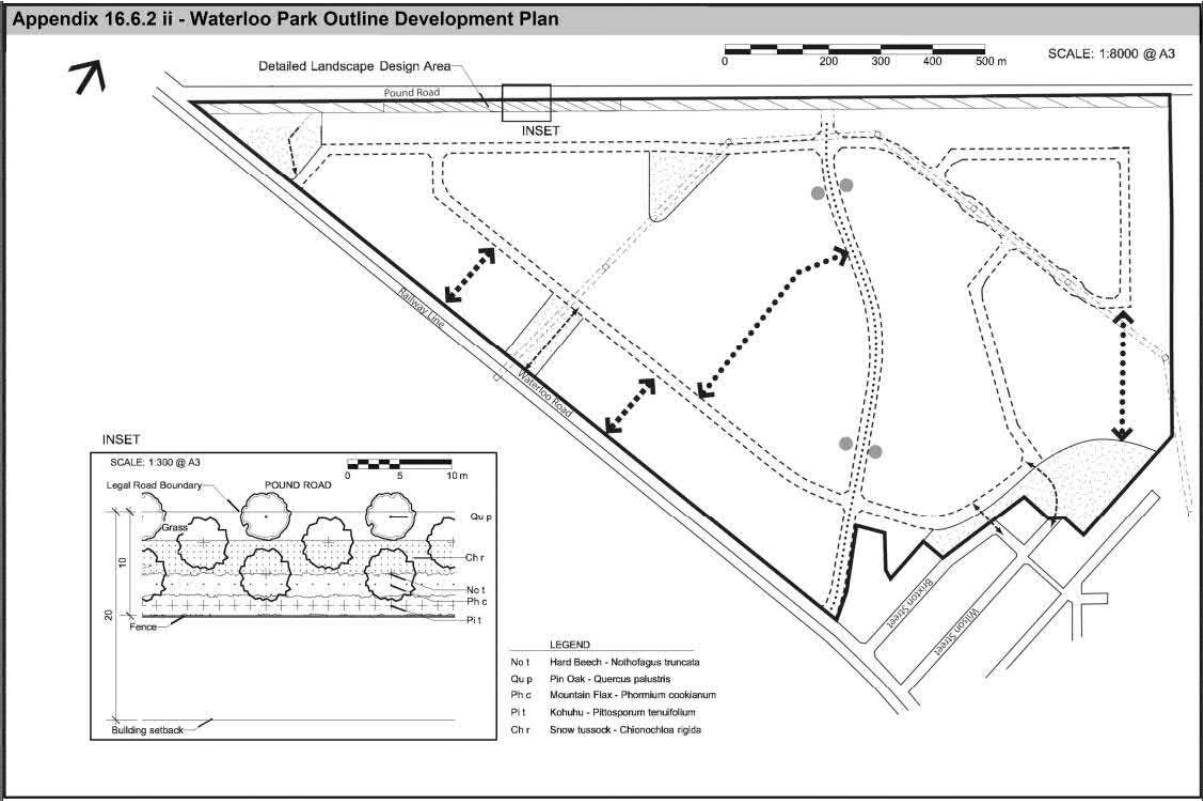 Appendix 16.6.2 ii - Waterloo Park Outline Development Plan
SCALE: 1:8000 @ A3
0 200 300 400 500 m
Detailed Landscape Design Area
Pound Road
INSET
Railway Line
Waterloo Road
Brixton Street
Wilson Street
INSET
SCALE: 1:300 @ A3
0 5 10 m
Legal Road Boundary
POUND ROAD
Qu p
Grass
Ch r
10
No t
Ph c
20
Pi t
Fence
Building setback
LEGEND
No t Hard Beech - Nothofagus truncata
Qu p Pin Oak - Quercus palustris
Ph c Mountain Flax - Phormium cookianum
Pi t Kohuhu - Pittosporum tenuifolium
Ch r Snow tussock - Chionochloa rigida